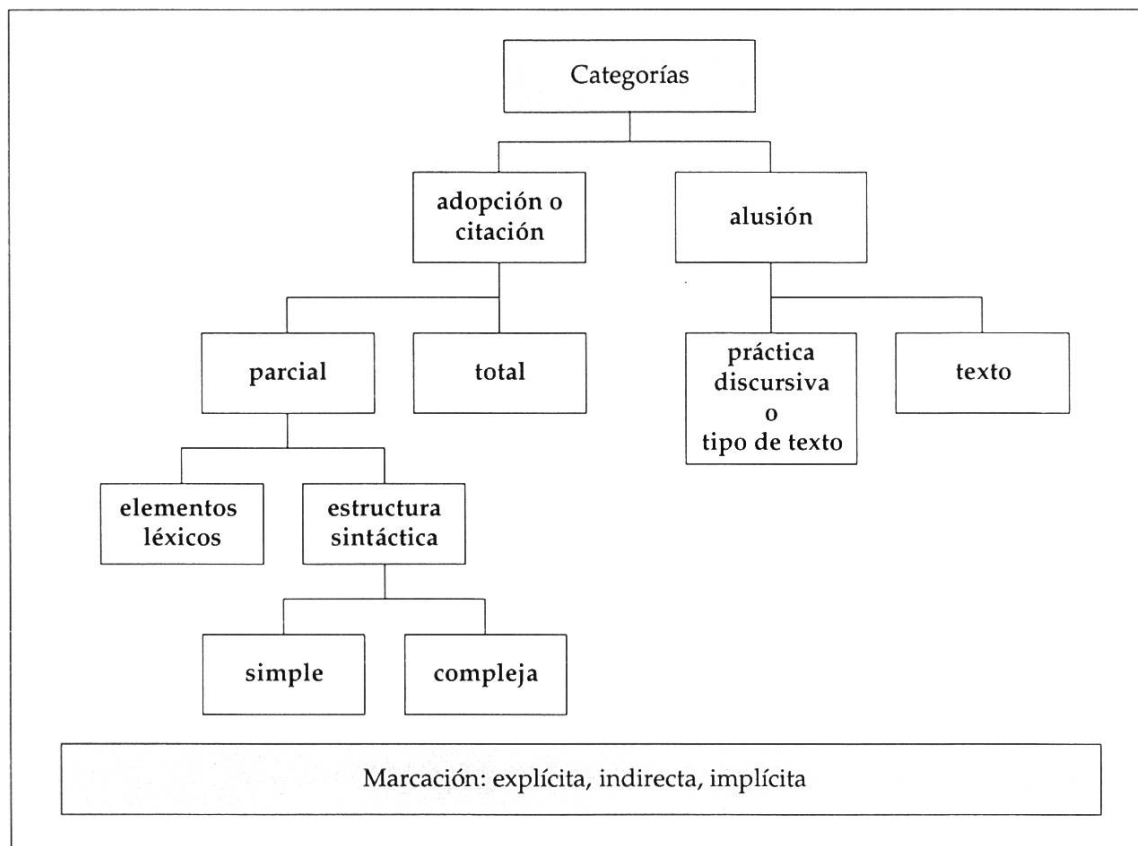 Categorías
adopción o
citación
alusión
parcial
total
práctica
discursiva
o
tipo de texto
texto
elementos
léxicos
estructura
sintáctica
simple
compleja
Marcación: explícita, indirecta, implícita